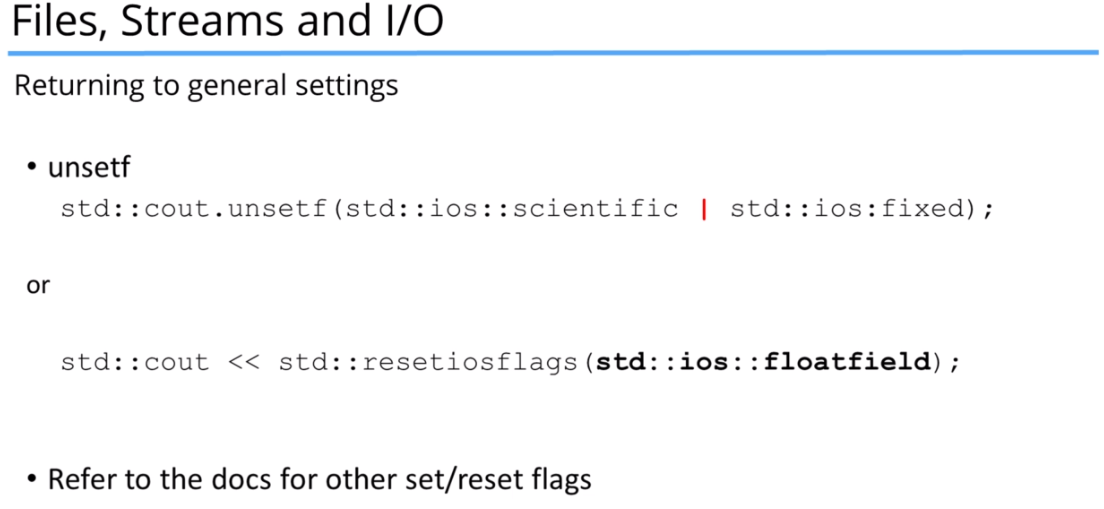 Files, Streams and I/O
Returning to general settings
• unsetf
std::cout.unsetf(std::ios::scientific | std::ios:fixed);
or
std::cout << std::resetiosflags(std::ios::floatfield);
• Refer to the docs for other set/reset flags